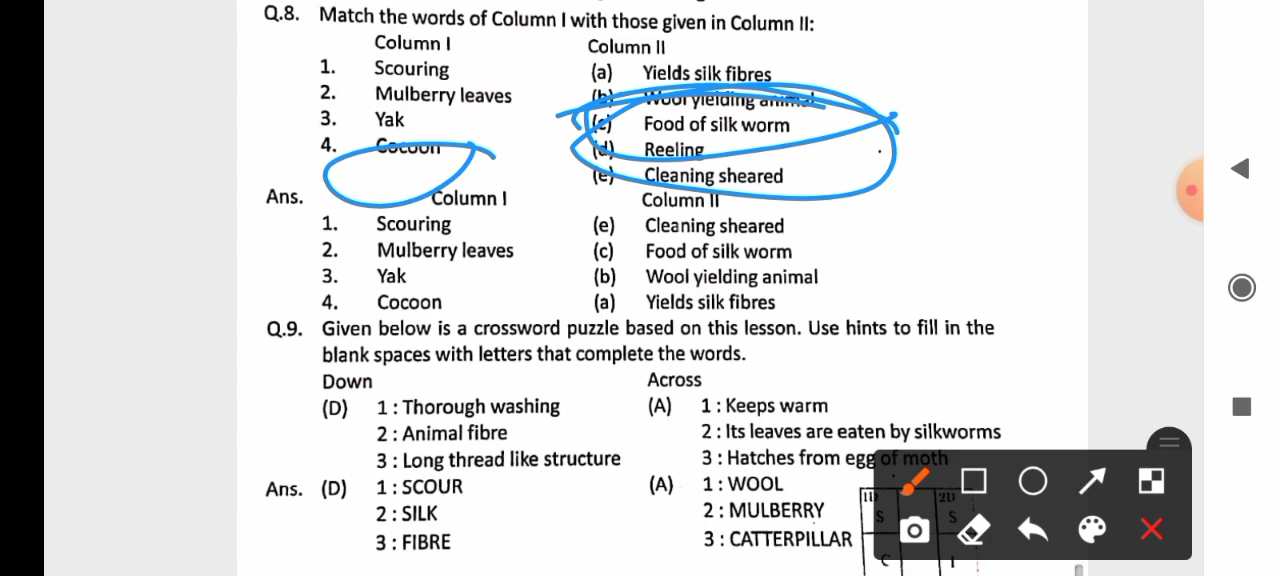 Q.8. Match the words of Column I with those given in Column II:
Column I Column II
1. Scouring (a) Yields silk fibres
2. Mulberry leaves (b) Wool yielding animal
3. Yak (c) Food of silk worm
4. Cocoon (d) Reeling
(e) Cleaning sheared
Ans. Column I Column II
1. Scouring (e) Cleaning sheared
2. Mulberry leaves (c) Food of silk worm
3. Yak (b) Wool yielding animal
4. Cocoon (a) Yields silk fibres
Q.9. Given below is a crossword puzzle based on this lesson. Use hints to fill in the
blank spaces with letters that complete the words.
Down Across
(D) 1 : Thorough washing (A) 1 : Keeps warm
2 : Animal fibre 2 : Its leaves are eaten by silkworms
3 : Long thread like structure 3 : Hatches from egg of moth
Ans. (D) 1 : SCOUR (A) 1 : WOOL
2 : SILK 2 : MULBERRY
3 : FIBRE 3 : CATTERPILLAR
1D 2D
S S
C I